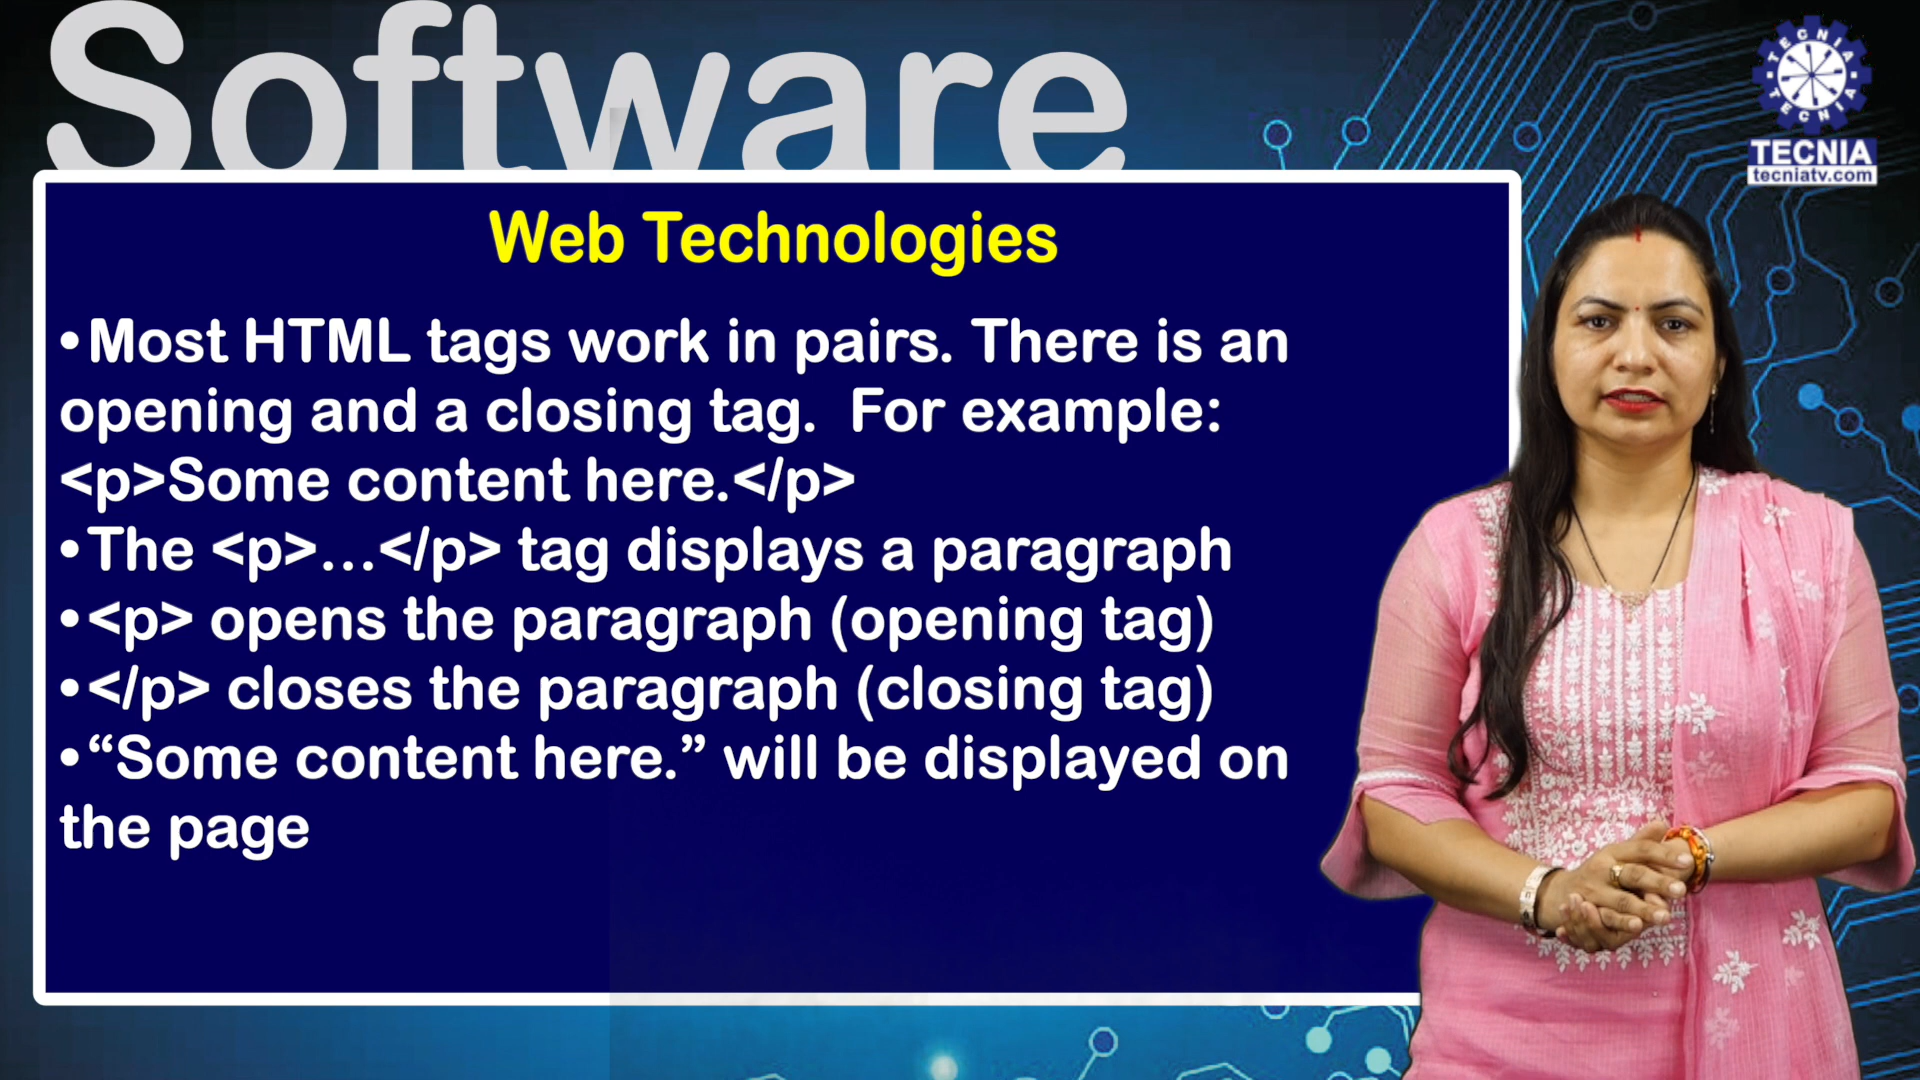 Software
TECNIA TECNIA
TECNIA
tecniatv.com
Web Technologies
•Most HTML tags work in pairs. There is an
opening and a closing tag.  For example:
<p>Some content here.</p>
•The <p>...</p> tag displays a paragraph
•<p> opens the paragraph (opening tag)
•</p> closes the paragraph (closing tag)
•“Some content here.” will be displayed on
the page